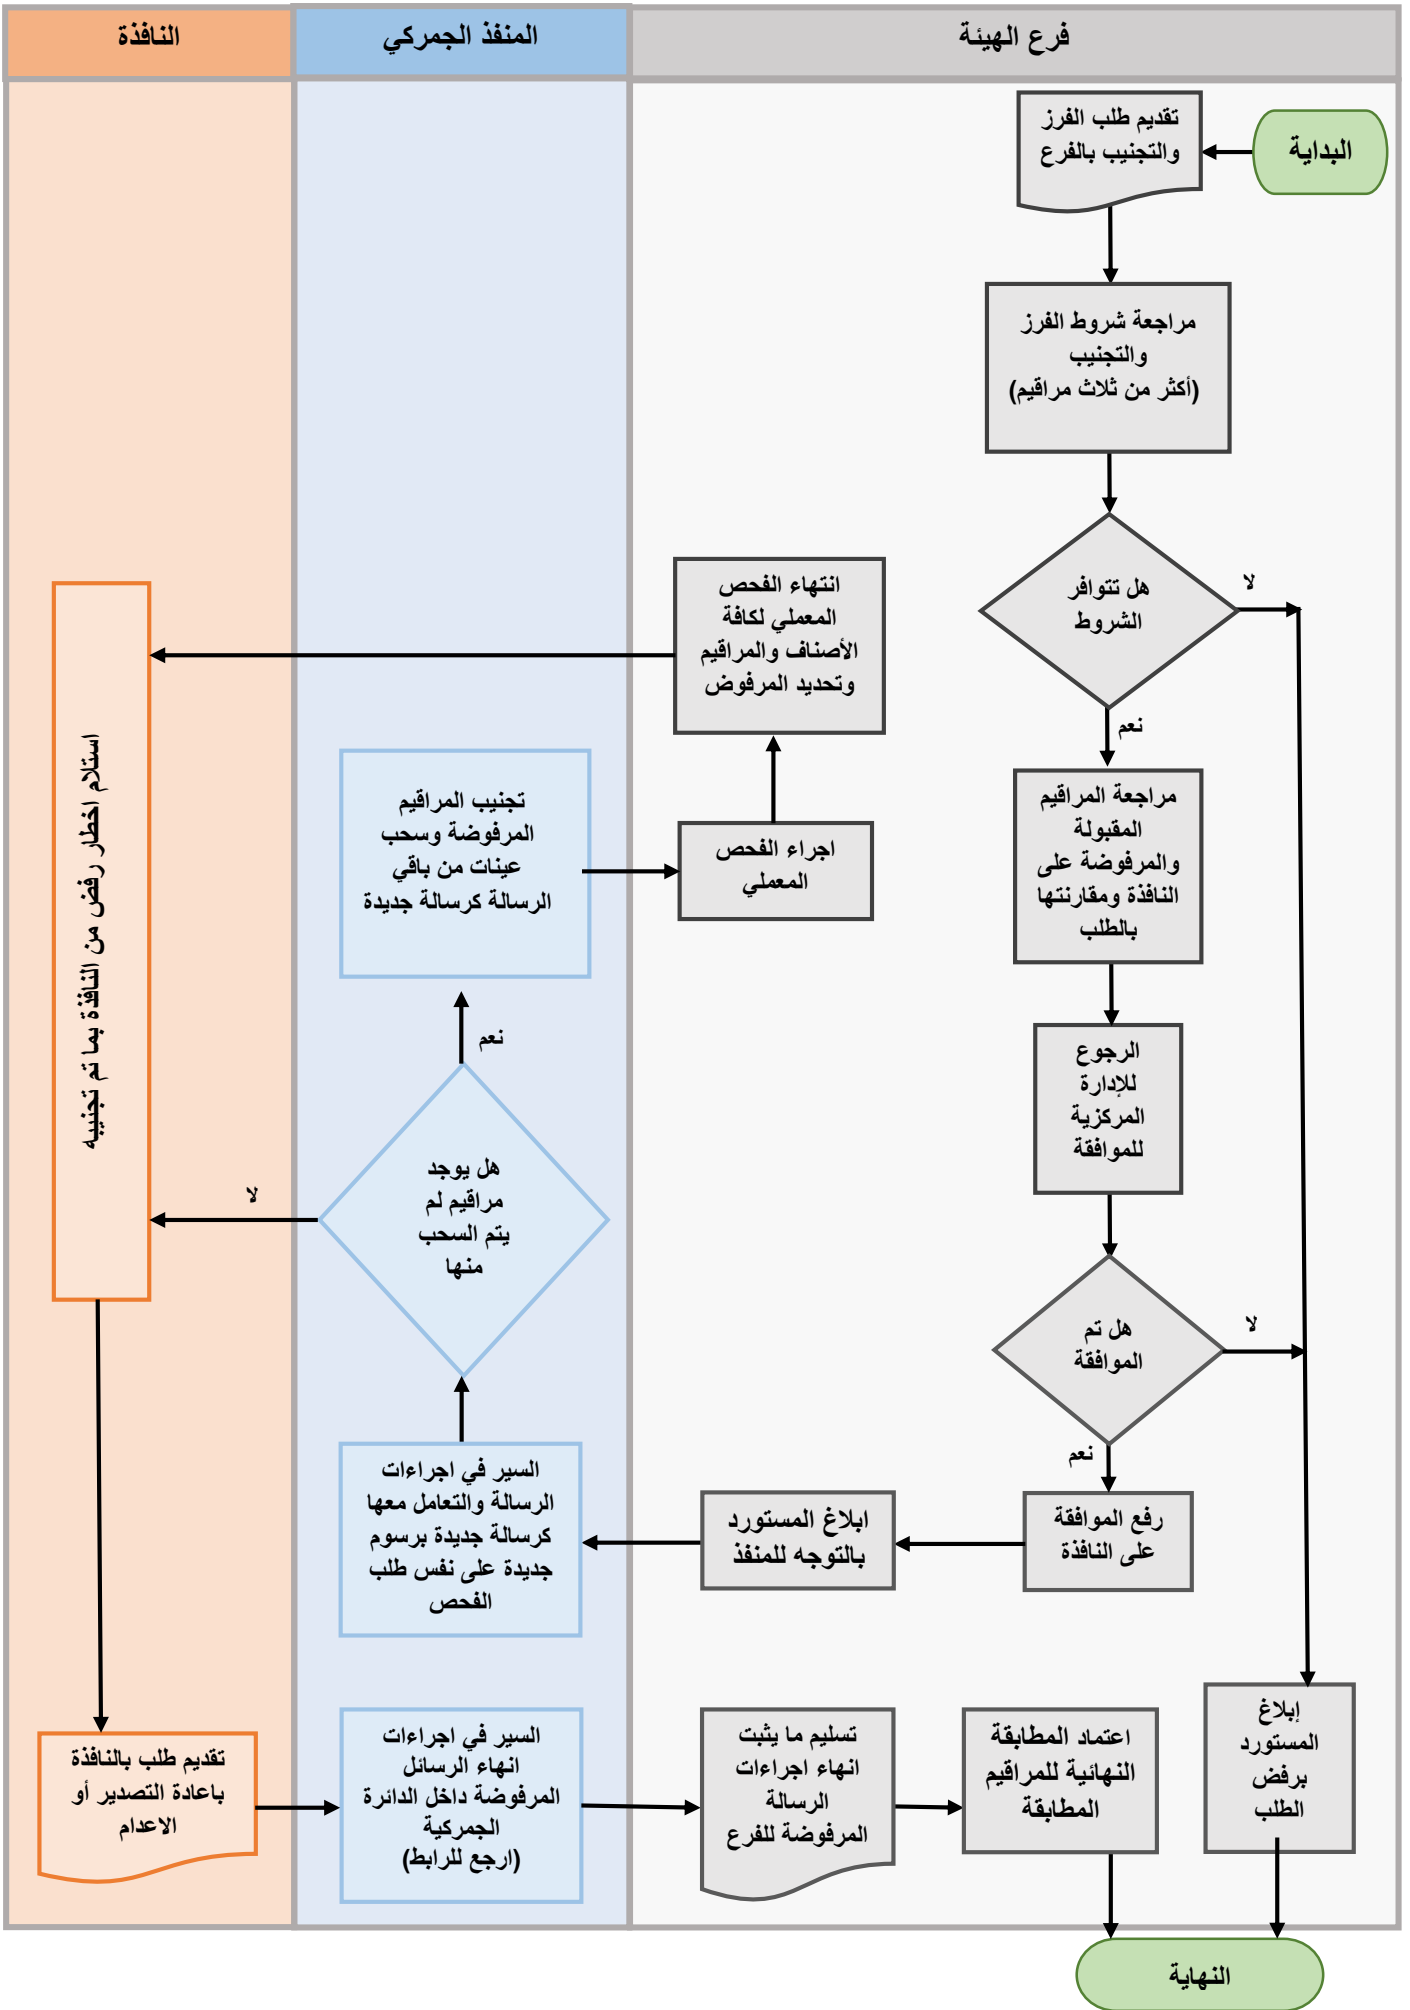 فرع الهيئة
المنفذ الجمركي
النافذة
البداية
تقديم طلب الفرز
والتجنيب بالفرع
مراجعة شروط الفرز
والتجنيب
(أكثر من ثلاث مراقيم)
هل تتوافر
الشروط
لا
نعم
مراجعة المراقيم
المقبولة
والمرفوضة على
النافذة ومقارنتها
بالطلب
الرجوع
للإدارة
المركزية
للموافقة
هل تم
الموافقة
لا
نعم
رفع الموافقة
على النافذة
ابلاغ المستورد
بالتوجه للمنفذ
السير في اجراءات
الرسالة والتعامل معها
كرسالة جديدة برسوم
جديدة على نفس طلب
الفحص
هل يوجد
مراقيم لم
يتم السحب
منها
لا
نعم
تجنيب المراقيم
المرفوضة وسحب
عينات من باقي
الرسالة كرسالة جديدة
اجراء الفحص
المعملي
انتهاء الفحص
المعملي لكافة
الأصناف والمراقيم
وتحديد المرفوض
استلام اخطار رفض من النافذة بما تم تجنيبه
تقديم طلب بالنافذة
باعادة التصدير أو
الاعدام
السير في اجراءات
انهاء الرسائل
المرفوضة داخل الدائرة
الجمركية
(ارجع للرابط)
تسليم ما يثبت
انهاء اجراءات
الرسالة
المرفوضة للفرع
اعتماد المطابقة
النهائية للمراقيم
المطابقة
إبلاغ
المستورد
برفض
الطلب
النهاية